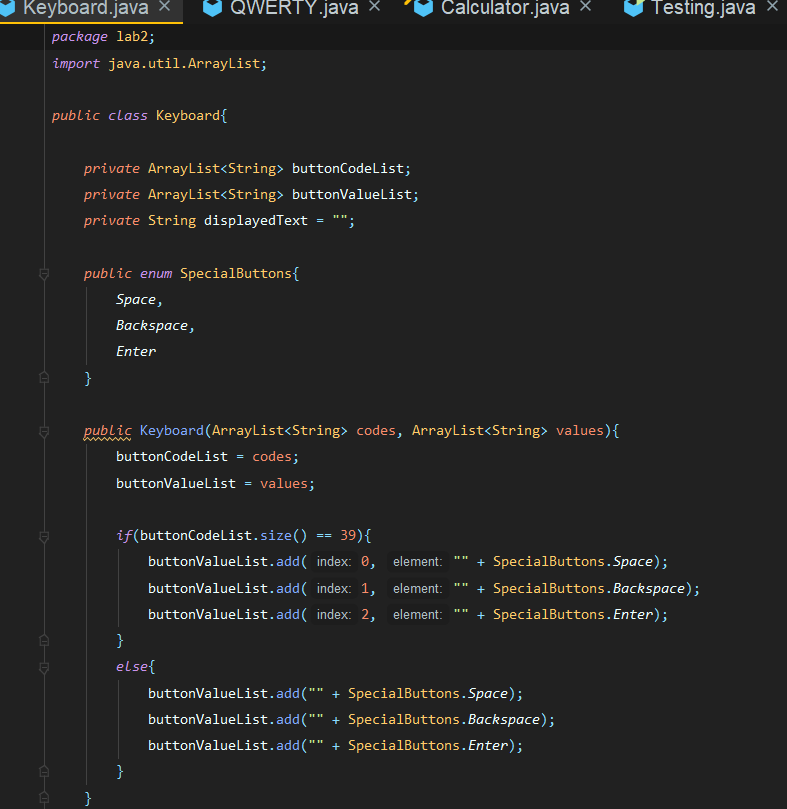 Keyboard.java × QWERTY.java × Calculator.java × Testing.java ×
package lab2;
import java.util.ArrayList;
public class Keyboard{
private ArrayList<String> buttonCodeList;
private ArrayList<String> buttonValueList;
private String displayedText = "";
public enum SpecialButtons{
Space,
Backspace,
Enter
}
public Keyboard(ArrayList<String> codes, ArrayList<String> values){
buttonCodeList = codes;
buttonValueList = values;
if(buttonCodeList.size() == 39){
buttonValueList.add( index: 0, element: "" + SpecialButtons.Space);
buttonValueList.add( index: 1, element: "" + SpecialButtons.Backspace);
buttonValueList.add( index: 2, element: "" + SpecialButtons.Enter);
}
else{
buttonValueList.add("" + SpecialButtons.Space);
buttonValueList.add("" + SpecialButtons.Backspace);
buttonValueList.add("" + SpecialButtons.Enter);
}
}